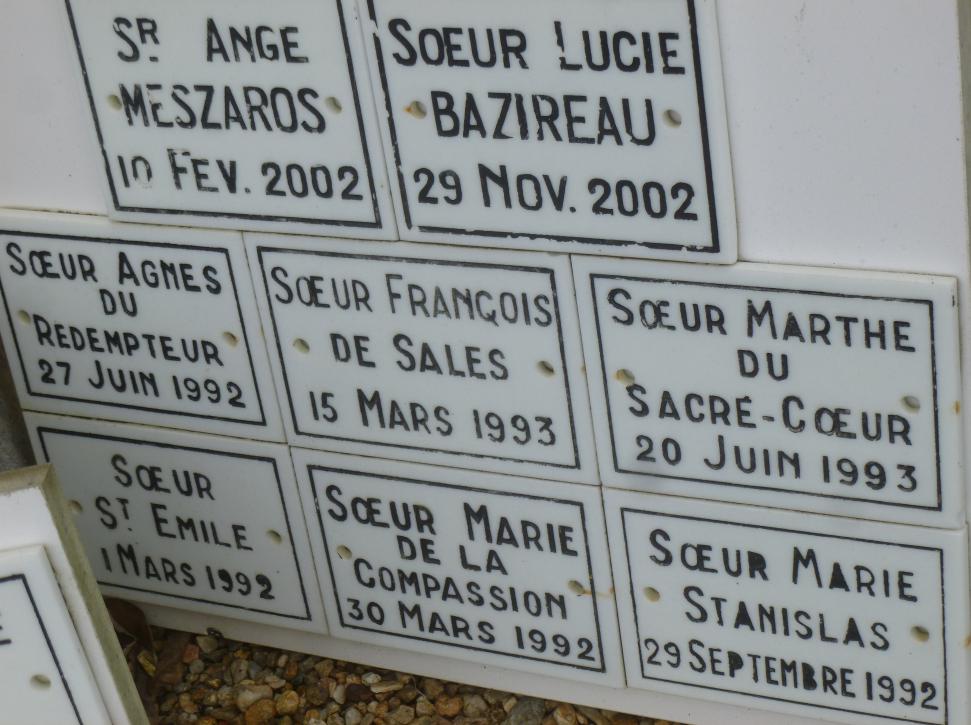 SR ANGE
MESZAROS
10 FEV. 2002
SOEUR LUCIE
BAZIREAU
29 NOV. 2002
SŒUR AGNES
DU
REDEMPTEUR
27 JUIN 1992
SŒUR FRANÇOIS
DE SALES
15 MARS 1993
SŒUR MARTHE
DU
SACRÉ-CŒUR
20 JUIN 1993
SŒUR
ST EMILE
1 MARS 1992
SŒUR MARIE
DE LA
COMPASSION
30 MARS 1992
SŒUR MARIE
STANISLAS
29 SEPTEMBRE 1992